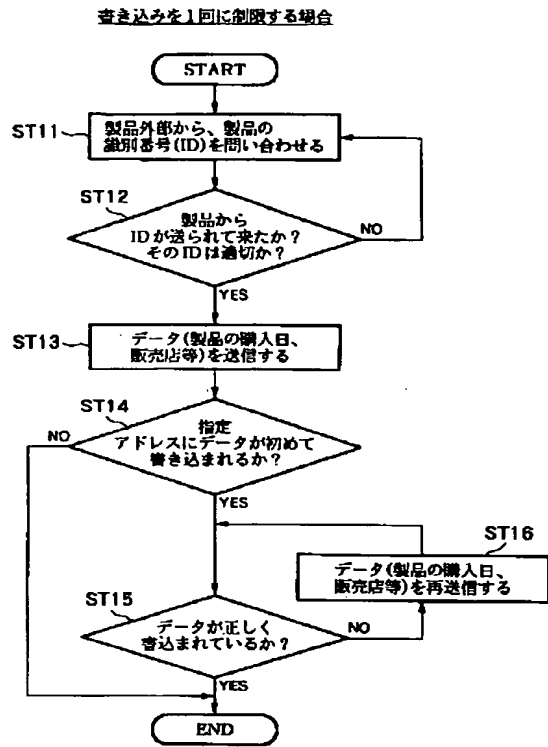 書き込みを1回に制限する場合
START
ST11
製品外部から、製品の
識別番号(ID)を問い合わせる
ST12
製品から
IDが送られて来たか?
そのIDは適切か?
NO
YES
ST13
データ(製品の購入日、
販売店等)を送信する
ST14
指定
アドレスにデータが初めて
書き込まれるか?
NO
YES
ST16
データ(製品の購入日、
販売店等)を再送信する
ST15
データが正しく
書込まれているか?
NO
YES
END